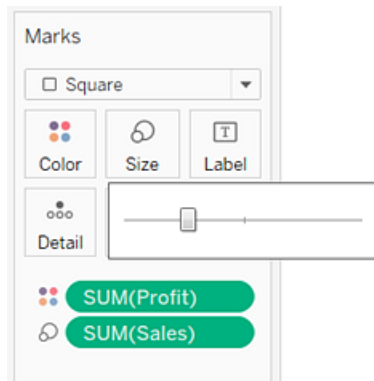 Marks
Square
Color Size Label
Detail
SUM(Profit)
SUM(Sales)